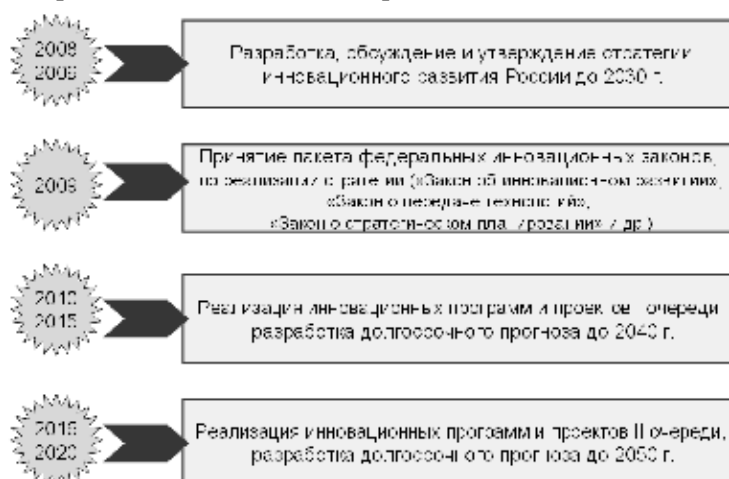 2008
2009
Разработка, обсуждение и утверждение стратегии
инновационного развития России до 2030 г.
2009
Принятие пакета федеральных инновационных законов,
по реализации стратегии («Закон об инновационном развитии»,
«Закон о передаче технологий»,
«Закон о стратегическом планировании» и др.)
2010
2015
Реализация инновационных программ и проектов I очереди
разработка долгосрочного прогноза до 2040 г.
2016
2020
Реализация инновационных программ и проектов II очереди,
разработка долгосрочного прогноза до 2050 г.